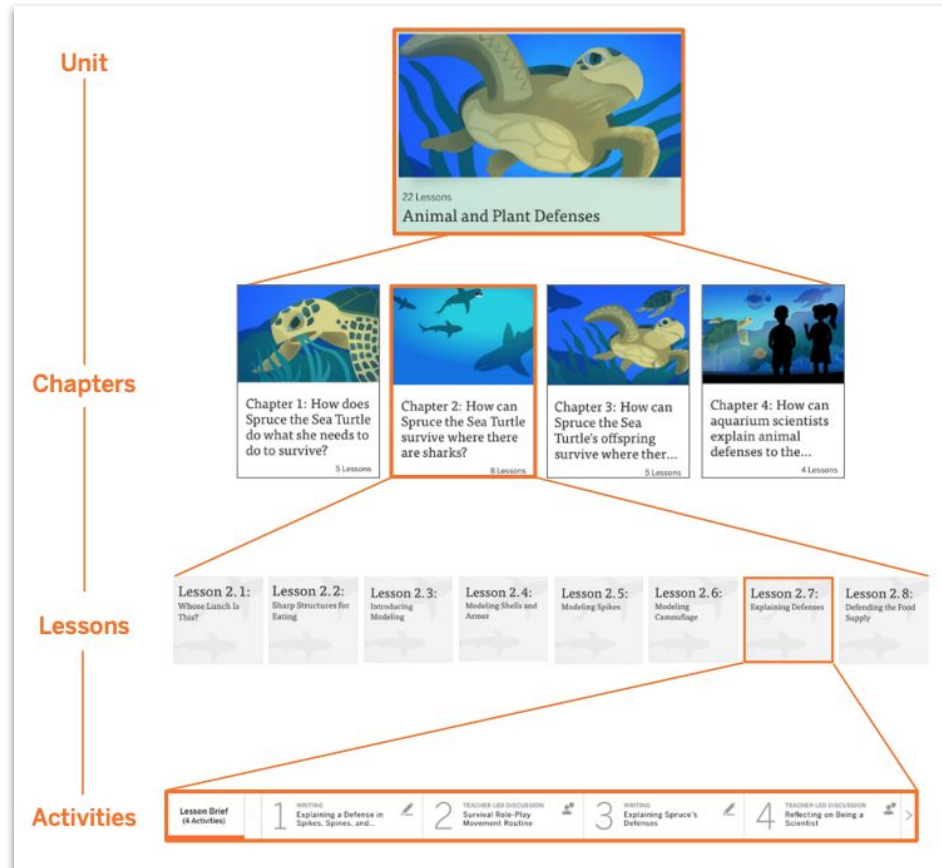 Unit
22 Lessons
Animal and Plant Defenses
Chapters
Chapter 1: How does
Spruce the Sea Turtle
do what she needs to
do to survive?
5 Lessons
Chapter 2: How can
Spruce the Sea Turtle
survive where there
are sharks?
8 Lessons
Chapter 3: How can
Spruce the Sea
Turtle's offspring
survive where ther...
5 Lessons
Chapter 4: How can
aquarium scientists
explain animal
defenses to the...
4 Lessons
Lessons
Lesson 2.1:
Whose Lunch Is
This?
Lesson 2.2:
Sharp Structures for
Eating
Lesson 2.3:
Introducing
Modeling
Lesson 2.4:
Modeling Shells and
Armor
Lesson 2.5:
Modeling Spikes
Lesson 2.6:
Modeling
Camouflage
Lesson 2.7:
Explaining Defenses
Lesson 2.8:
Defending the Food
Supply
Activities
Lesson Brief
(4 Activities)
1
WRITING
Explaining a Defense in
Spikes, Spines, and...
2
TEACHER-LED DISCUSSION
Survival Role-Play
Movement Routine
3
WRITING
Explaining Spruce's
Defenses
4
TEACHER-LED DISCUSSION
Reflecting on Being a
Scientist